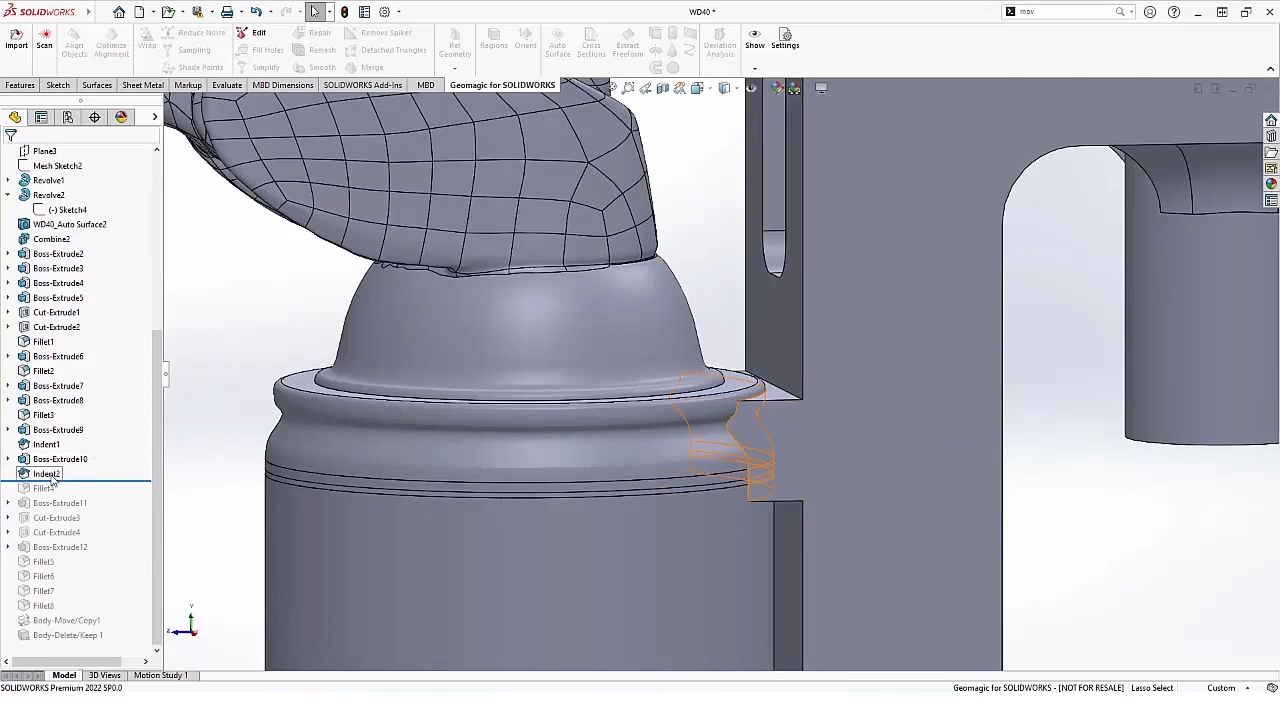 SOLIDWORKS
WD40 *
mov
Import
Scan
Align Objects
Optimize Alignment
Wrap
Reduce Noise
Sampling
Shade Points
Edit
Fill Holes
Simplify
Repair
Remesh
Smooth
Remove Spikes
Detached Triangles
Merge
Ref Geometry
Regions
Orient
Auto Surface
Cross Sections
Extract Freeform
Deviation Analysis
Show
Settings
Features
Sketch
Surfaces
Sheet Metal
Markup
Evaluate
MBD Dimensions
SOLIDWORKS Add-Ins
MBD
Geomagic for SOLIDWORKS
Plane3
Mesh Sketch2
Revolve1
Revolve2
(-) Sketch4
WD40_Auto Surface2
Combine2
Boss-Extrude2
Boss-Extrude3
Boss-Extrude4
Boss-Extrude5
Cut-Extrude1
Cut-Extrude2
Fillet1
Boss-Extrude6
Fillet2
Boss-Extrude7
Boss-Extrude8
Fillet3
Boss-Extrude9
Indent1
Boss-Extrude10
Indent2
Fillet4
Boss-Extrude11
Cut-Extrude3
Cut-Extrude4
Boss-Extrude12
Fillet5
Fillet6
Fillet7
Fillet8
Body-Move/Copy1
Body-Delete/Keep 1
Y
Z
Model
3D Views
Motion Study 1
SOLIDWORKS Premium 2022 SP0.0
Geomagic for SOLIDWORKS - [NOT FOR RESALE]
Lasso Select
Custom